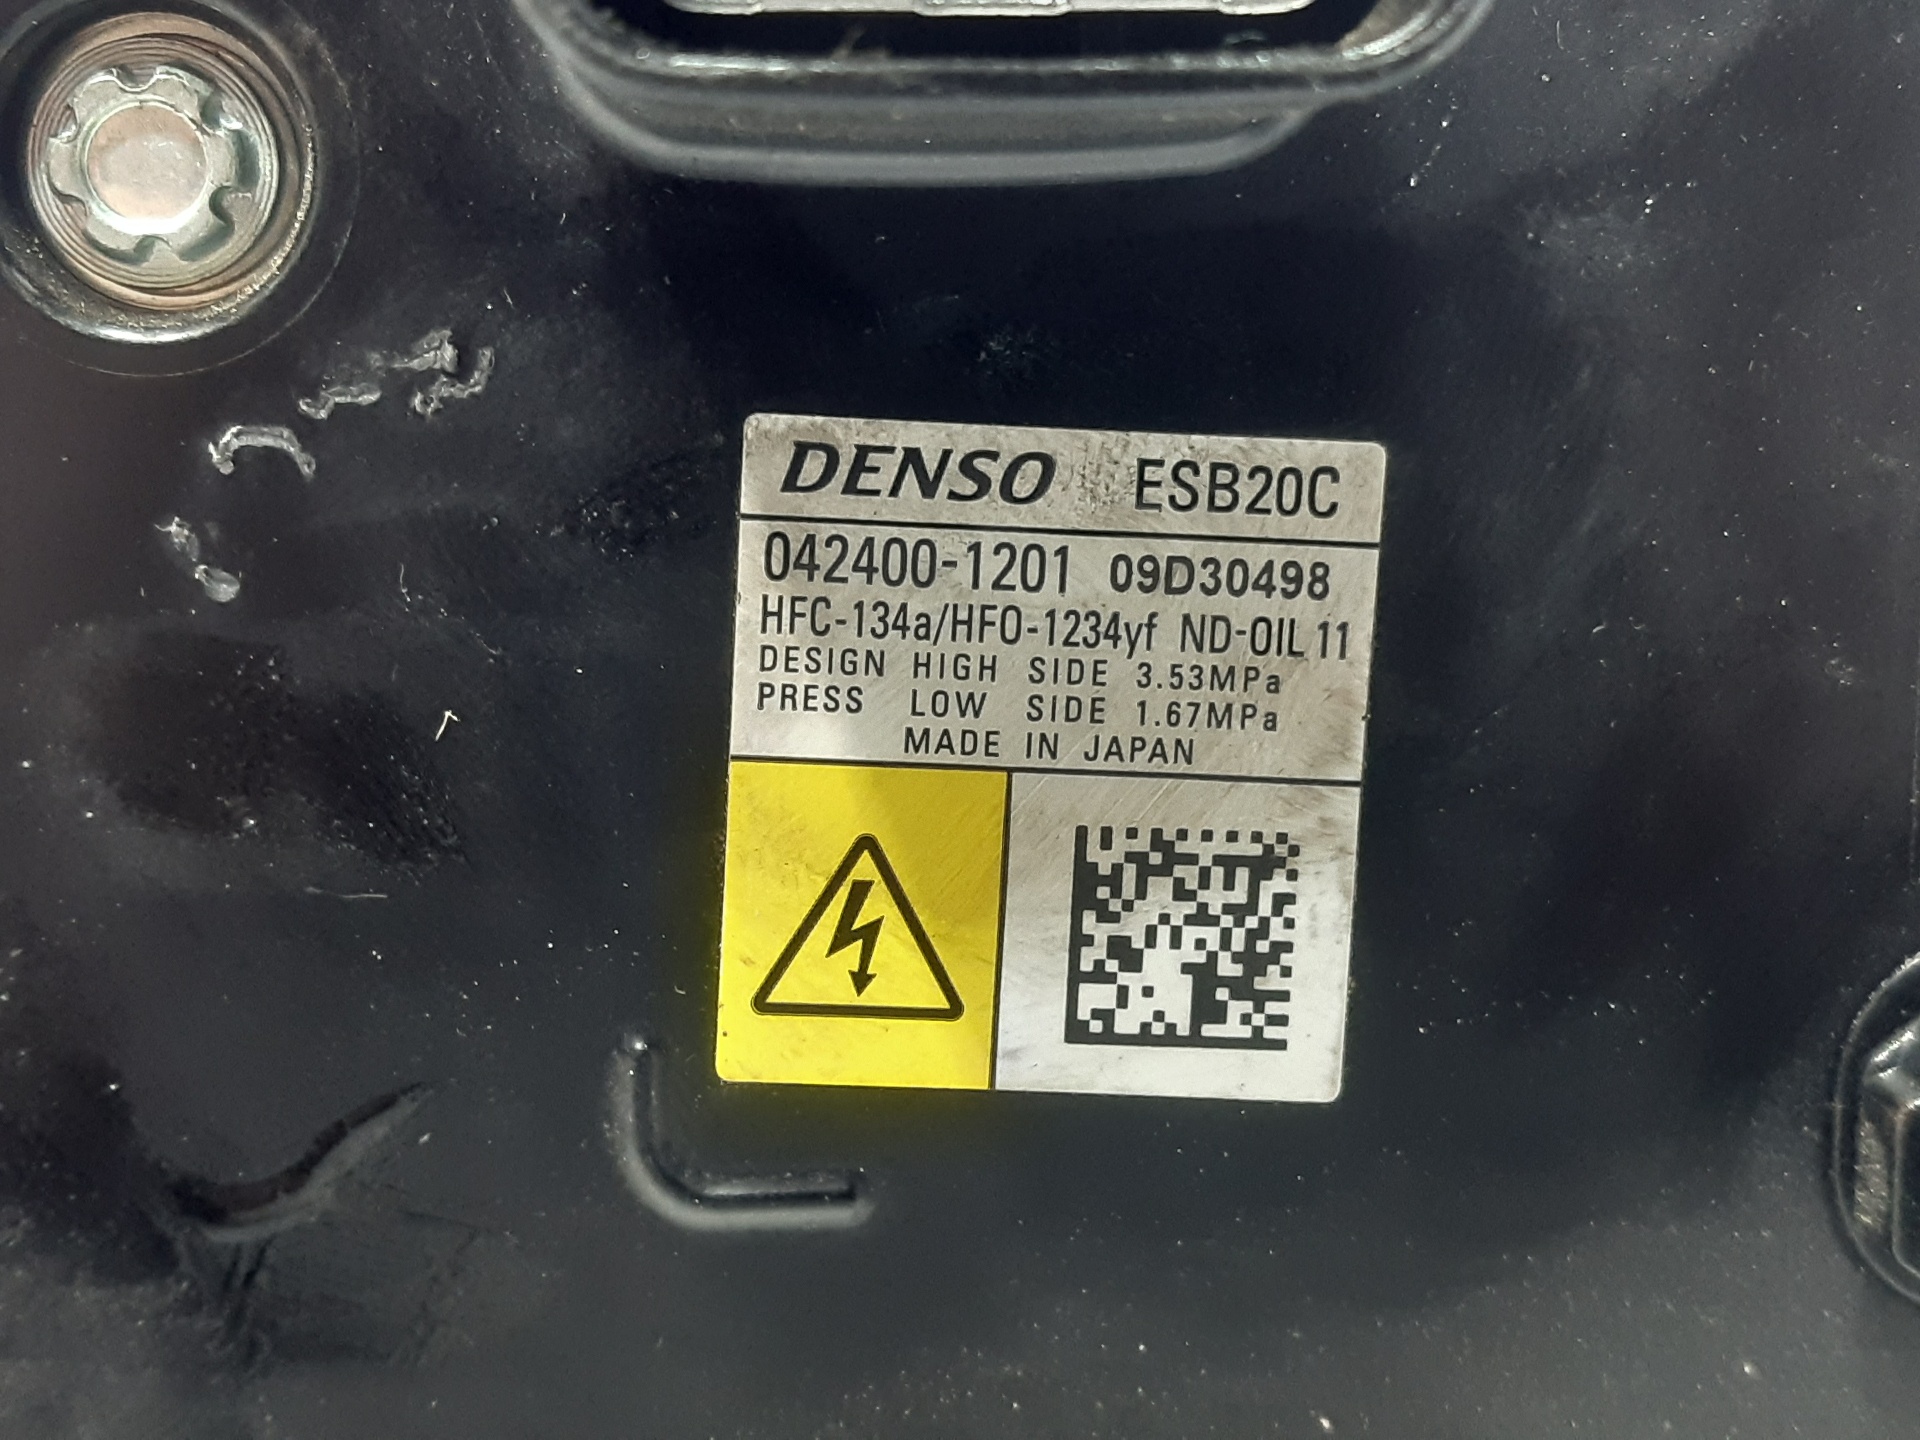 DENSO ESB20C
042400-1201 09D30498
HFC-134a/HFO-1234yf ND-OIL 11
DESIGN HIGH SIDE 3.53MPa
PRESS LOW SIDE 1.67MPa
MADE IN JAPAN